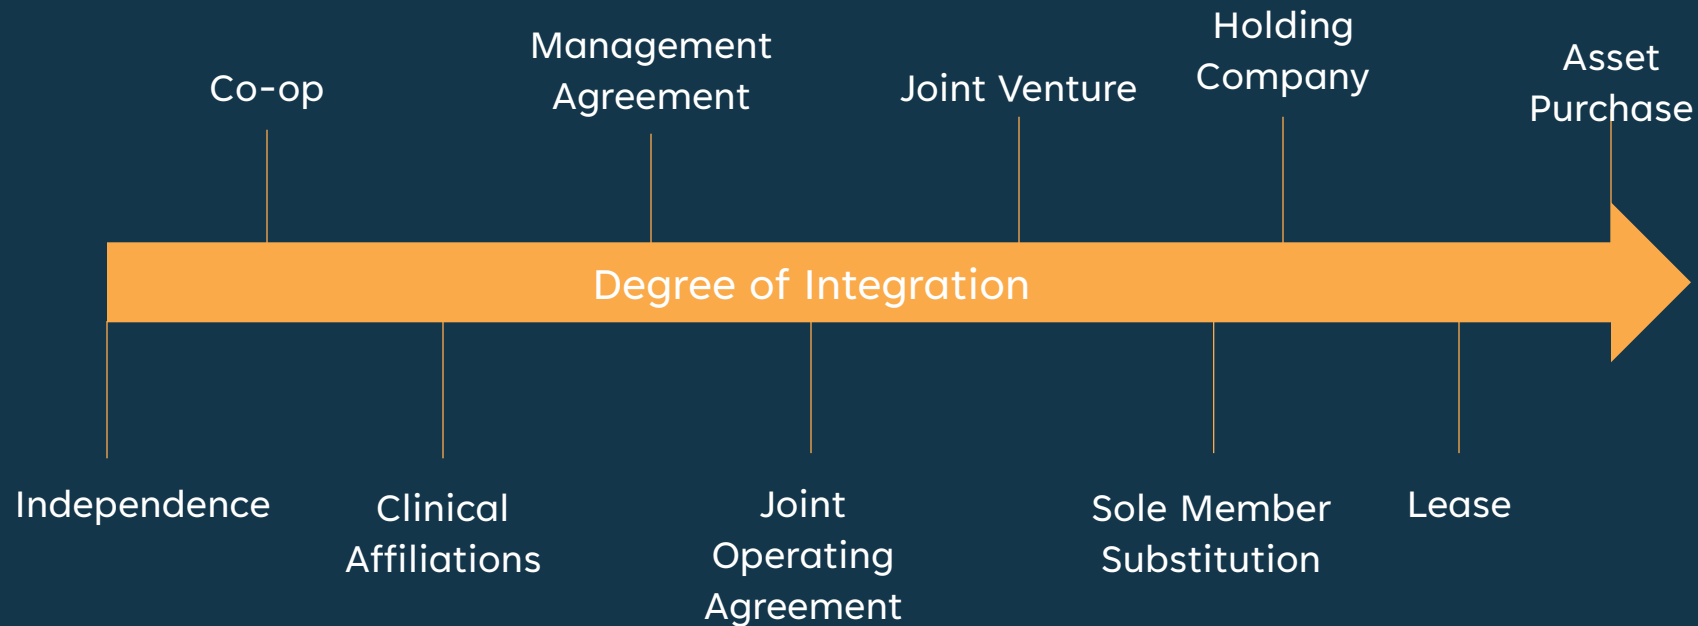 Co-op
Management
Agreement
Joint Venture
Holding
Company
Asset
Purchase
Degree of Integration
Independence
Clinical
Affiliations
Joint
Operating
Agreement
Sole Member
Substitution
Lease